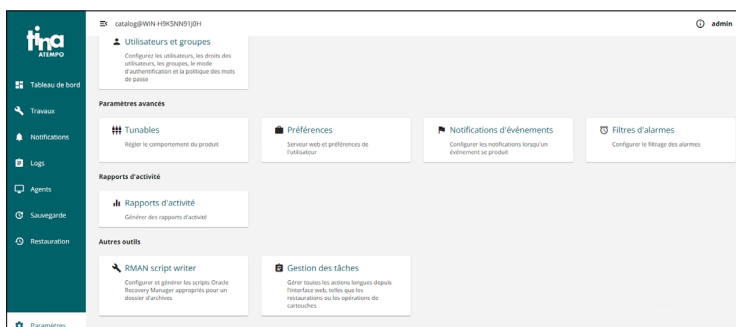 tina
ATEMPO
Tableau de bord
Travaux
Notifications
Logs
Agents
Sauvegarde
Restauration
Paramètres
catalog@WIN-H9K5NN91J0H
admin
Utilisateurs et groupes
Configurez les utilisateurs, les droits des
utilisateurs, les groupes, le mode
d'authentification et la politique des mots
de passe
Paramètres avancés
Tunables
Régler le comportement du produit
Préférences
Serveur web et préférences de
l'utilisateur
Notifications d'événements
Configurer les notifications lorsqu'un
événement se produit
Filtres d'alarmes
Configurer le filtrage des alarmes
Rapports d'activité
Rapports d'activité
Générer des rapports d'activité
Autres outils
RMAN script writer
Configurer et générer les scripts Oracle
Recovery Manager appropriés pour un
dossier d'archives
Gestion des tâches
Gérer toutes les actions longues depuis
l'interface web, telles que les
restaurations ou les opérations de
cartouches